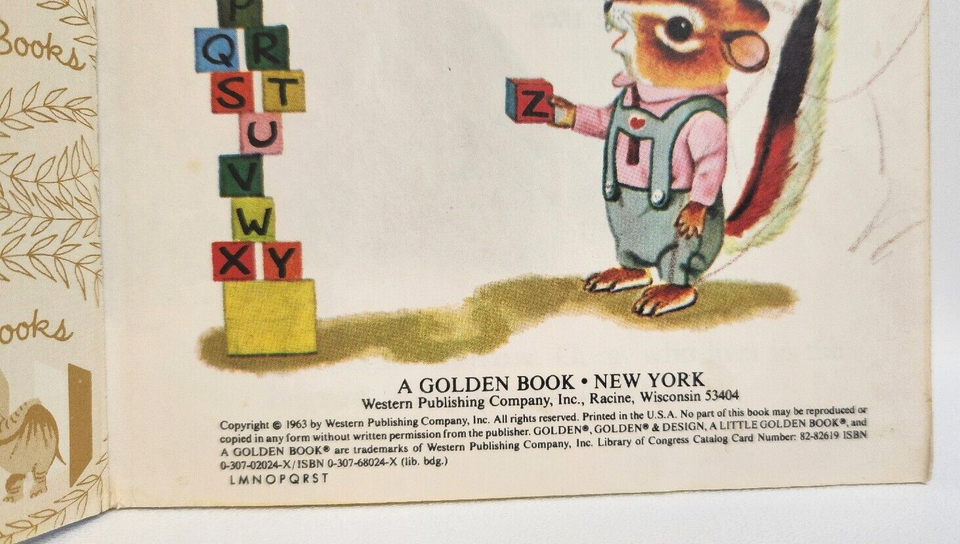 Books
P
Q R
S T
U
V
W
X Y
Z
ooks
A GOLDEN BOOK • NEW YORK
Western Publishing Company, Inc., Racine, Wisconsin 53404
Copyright © 1963 by Western Publishing Company, Inc. All rights reserved. Printed in the U.S.A. No part of this book may be reproduced or
copied in any form without written permission from the publisher. GOLDEN®, GOLDEN® & DESIGN, A LITTLE GOLDEN BOOK®, and
A GOLDEN BOOK® are trademarks of Western Publishing Company, Inc. Library of Congress Catalog Card Number: 82-82619 ISBN
0-307-02024-X/ISBN 0-307-68024-X (lib. bdg.)
L M N O P Q R S T